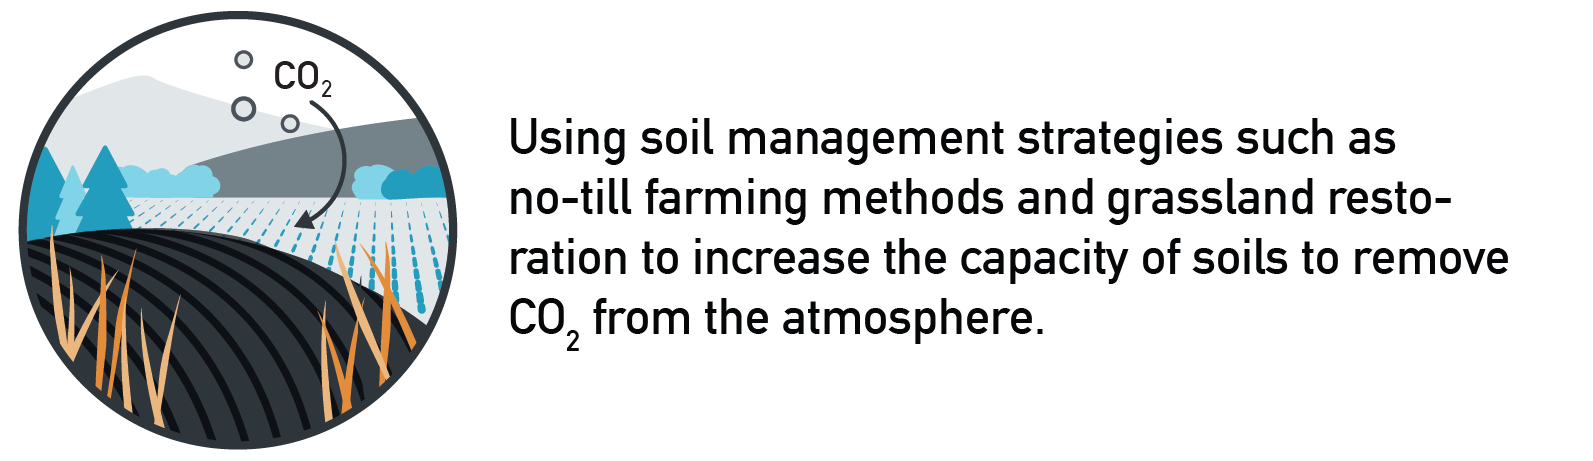 CO₂
Using soil management strategies such as
no-till farming methods and grassland resto-
ration to increase the capacity of soils to remove
CO₂ from the atmosphere.